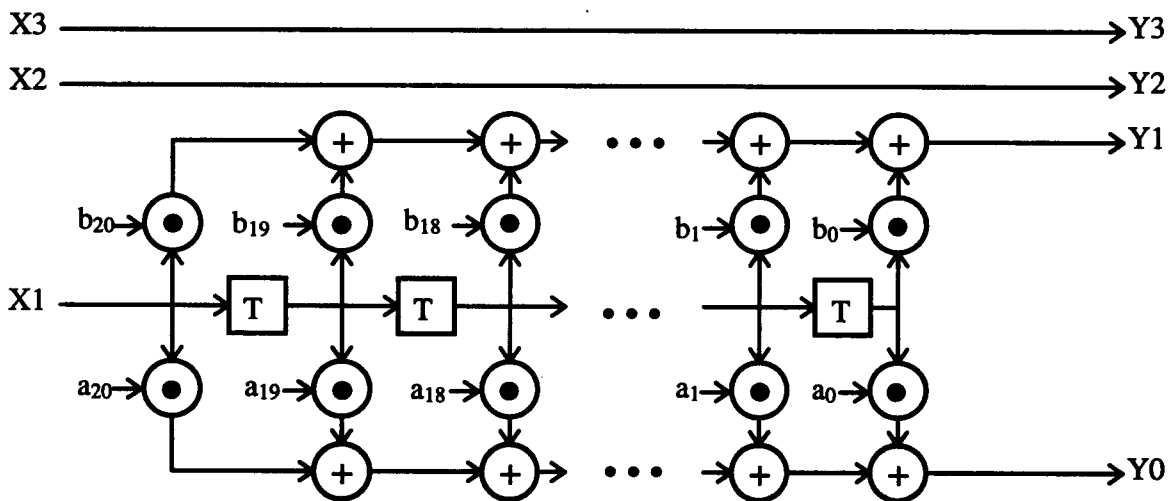 X3 Y3
X2 Y2
+ + + + Y1
b20 b19 b18 b1 b0
X1 T T T
a20 a19 a18 a1 a0
+ + + + Y0